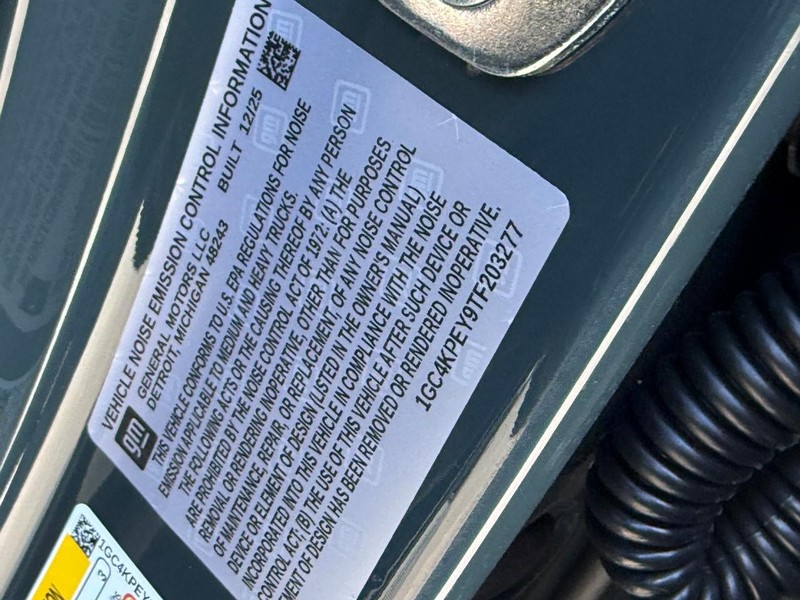 VEHICLE NOISE EMISSION CONTROL INFORMATION
GENERAL MOTORS LLC
DETROIT, MICHIGAN 48243 BUILT 12/25
gm
THIS VEHICLE CONFORMS TO U.S. EPA REGULATIONS FOR NOISE
EMISSION APPLICABLE TO MEDIUM AND HEAVY TRUCKS.
THE FOLLOWING ACTS OR THE CAUSING THEREOF BY ANY PERSON
ARE PROHIBITED BY THE NOISE CONTROL ACT OF 1972: (A) THE
REMOVAL OR RENDERING INOPERATIVE, OTHER THAN FOR PURPOSES
OF MAINTENANCE, REPAIR, OR REPLACEMENT, OF ANY NOISE CONTROL
DEVICE OR ELEMENT OF DESIGN (LISTED IN THE OWNER'S MANUAL)
INCORPORATED INTO THIS VEHICLE IN COMPLIANCE WITH THE NOISE
CONTROL ACT; (B) THE USE OF THIS VEHICLE AFTER SUCH DEVICE OR
EMENT OF DESIGN HAS BEEN REMOVED OR RENDERED INOPERATIVE.
1GC4KPEY9TF203277
1GC4KPEY
3